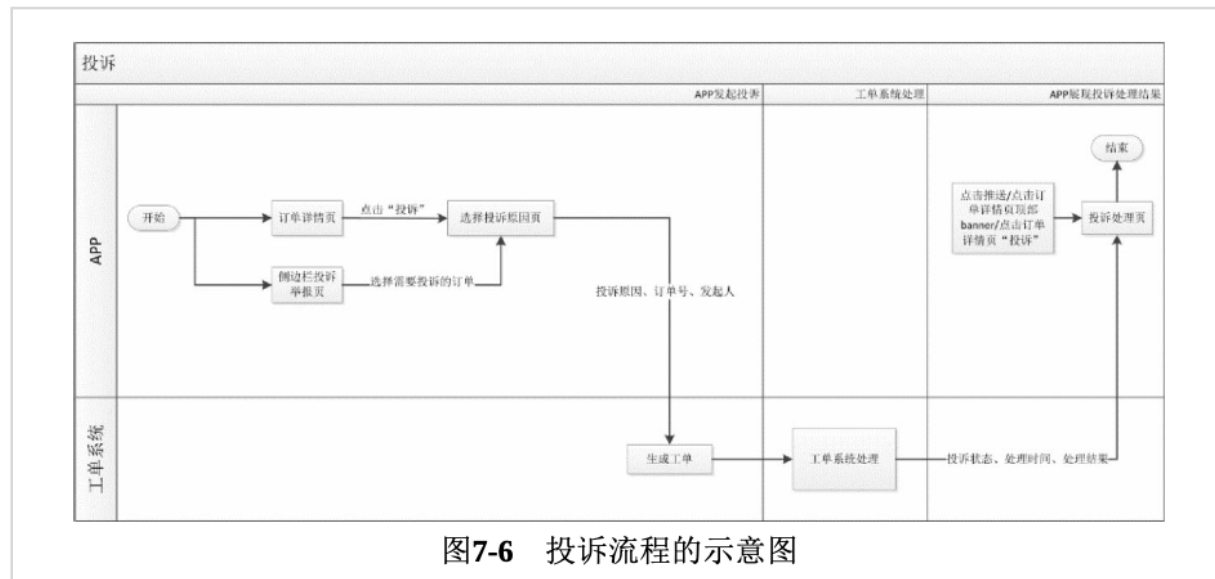 投诉
APP发起投诉
工单系统处理
APP展现投诉处理结果
APP
开始
订单详情页
点击“投诉”
选择投诉原因页
侧边栏投诉
举报页
选择需要投诉的订单
投诉原因、订单号、发起人
结束
点击推送/点击订
单详情页顶部
banner/点击订单
详情页“投诉”
投诉处理页
工单系统
生成工单
工单系统处理
投诉状态、处理时间、处理结果
图7-6 投诉流程的示意图